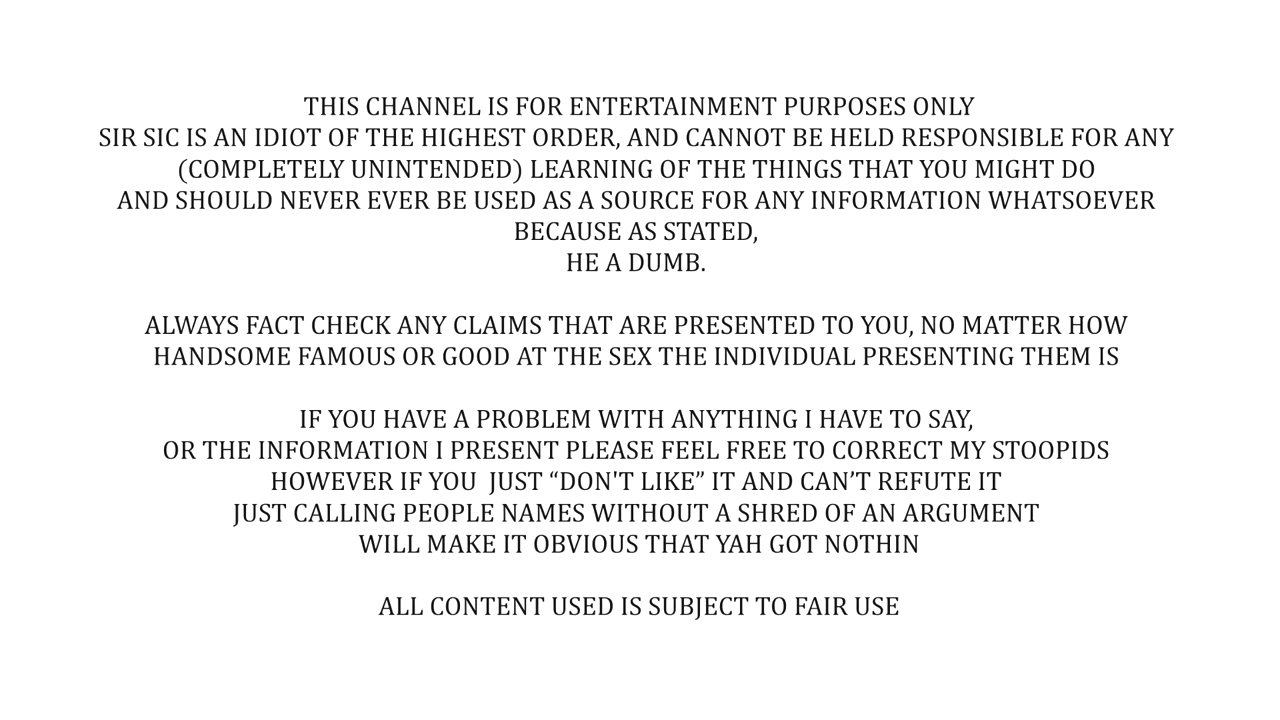 THIS CHANNEL IS FOR ENTERTAINMENT PURPOSES ONLY
SIR SIC IS AN IDIOT OF THE HIGHEST ORDER, AND CANNOT BE HELD RESPONSIBLE FOR ANY
(COMPLETELY UNINTENDED) LEARNING OF THE THINGS THAT YOU MIGHT DO
AND SHOULD NEVER EVER BE USED AS A SOURCE FOR ANY INFORMATION WHATSOEVER
BECAUSE AS STATED,
HE A DUMB.
ALWAYS FACT CHECK ANY CLAIMS THAT ARE PRESENTED TO YOU, NO MATTER HOW
HANDSOME FAMOUS OR GOOD AT THE SEX THE INDIVIDUAL PRESENTING THEM IS
IF YOU HAVE A PROBLEM WITH ANYTHING I HAVE TO SAY,
OR THE INFORMATION I PRESENT PLEASE FEEL FREE TO CORRECT MY STOOPIDS
HOWEVER IF YOU  JUST “DON'T LIKE” IT AND CAN’T REFUTE IT
JUST CALLING PEOPLE NAMES WITHOUT A SHRED OF AN ARGUMENT
WILL MAKE IT OBVIOUS THAT YAH GOT NOTHIN
ALL CONTENT USED IS SUBJECT TO FAIR USE